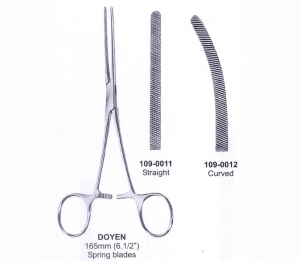 109-0011
Straight
109-0012
Curved
DOYEN
165mm (6.1/2")
Spring blades